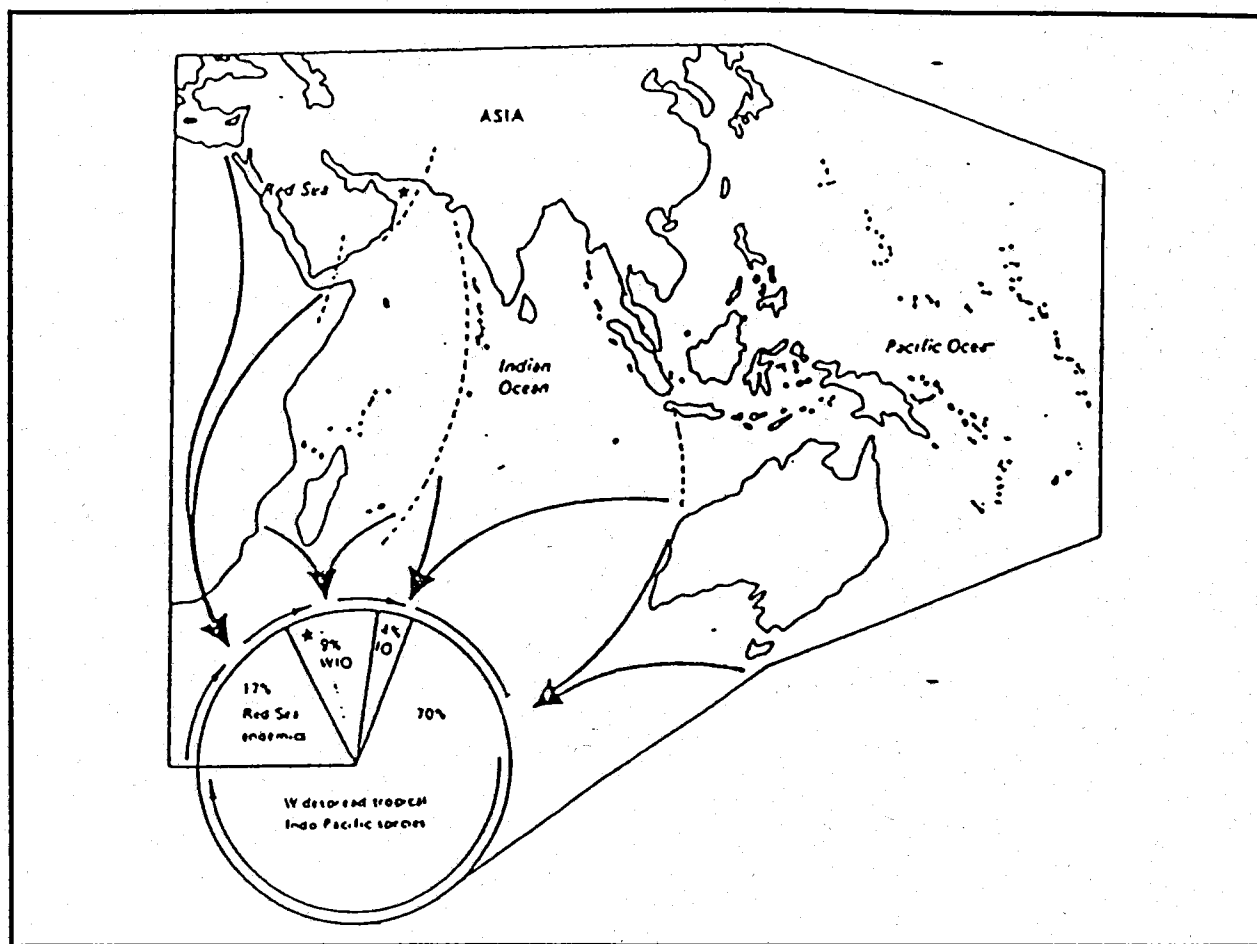 ASIA
Red Sea
Indian
Ocean
Pacific Ocean
9%
WIO
4%
IO
17%
Red Sea
endemics
70%
Widespread tropical
Indo Pacific species